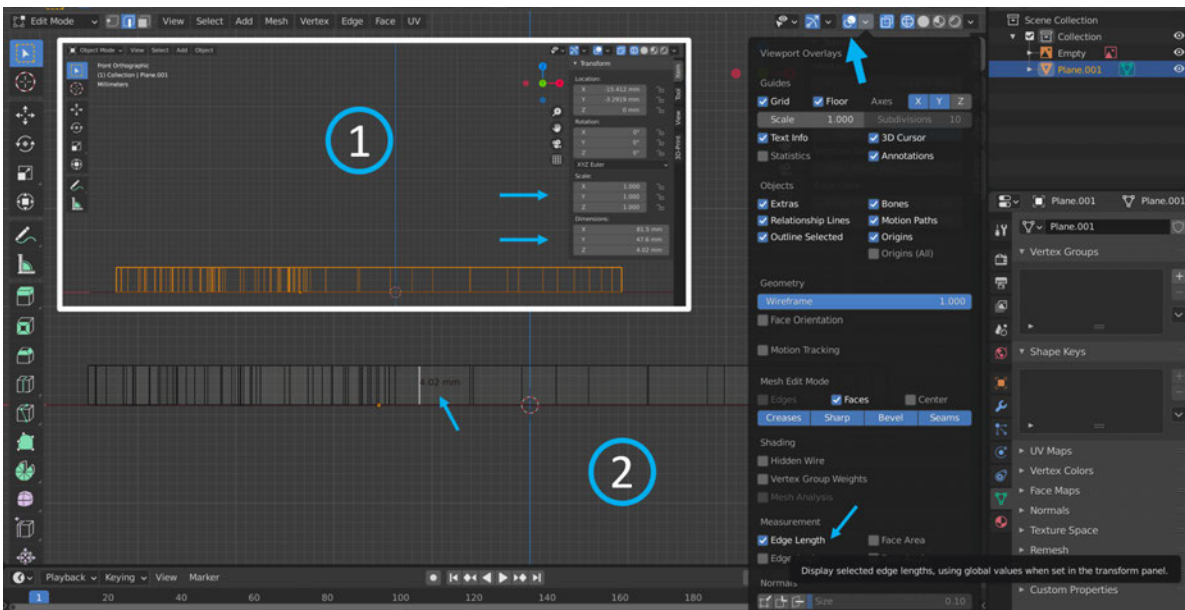 Edit Mode View Select Add Mesh Vertex Edge Face UV
Object Mode View Select Add Object
Front Orthographic
(1) Collection | Plane.001
Millimeters
1
Transform
Location:
X -15.412 mm
Y -3.2919 mm
Z 0 mm
Rotation:
X 0°
Y 0°
Z 0°
XYZ Euler
Scale:
X 1.000
Y 1.000
Z 1.000
Dimensions:
X 81.5 mm
Y 47.6 mm
Z 4.02 mm
Item
Tool
View
3D-Print
4.02 mm
2
Viewport Overlays
Guides
Grid Floor Axes X Y Z
Scale 1.000 Subdivisions 10
Text Info 3D Cursor
Statistics Annotations
Objects
Extras Bones
Relationship Lines Motion Paths
Outline Selected Origins
Origins (All)
Geometry
Wireframe 1.000
Face Orientation
Motion Tracking
Mesh Edit Mode
Edges Faces Center
Creases Sharp Bevel Seams
Shading
Hidden Wire
Vertex Group Weights
Mesh Analysis
Measurement
Edge Length Face Area
Display selected edge lengths, using global values when set in the transform panel.
Normals
Size 0.10
Scene Collection
Collection
Empty
Plane.001
Plane.001 Plane.001
Plane.001
Vertex Groups
Shape Keys
UV Maps
Vertex Colors
Face Maps
Normals
Texture Space
Remesh
Custom Properties
Playback Keying View Marker
1 20 40 60 80 100 120 140 160 180